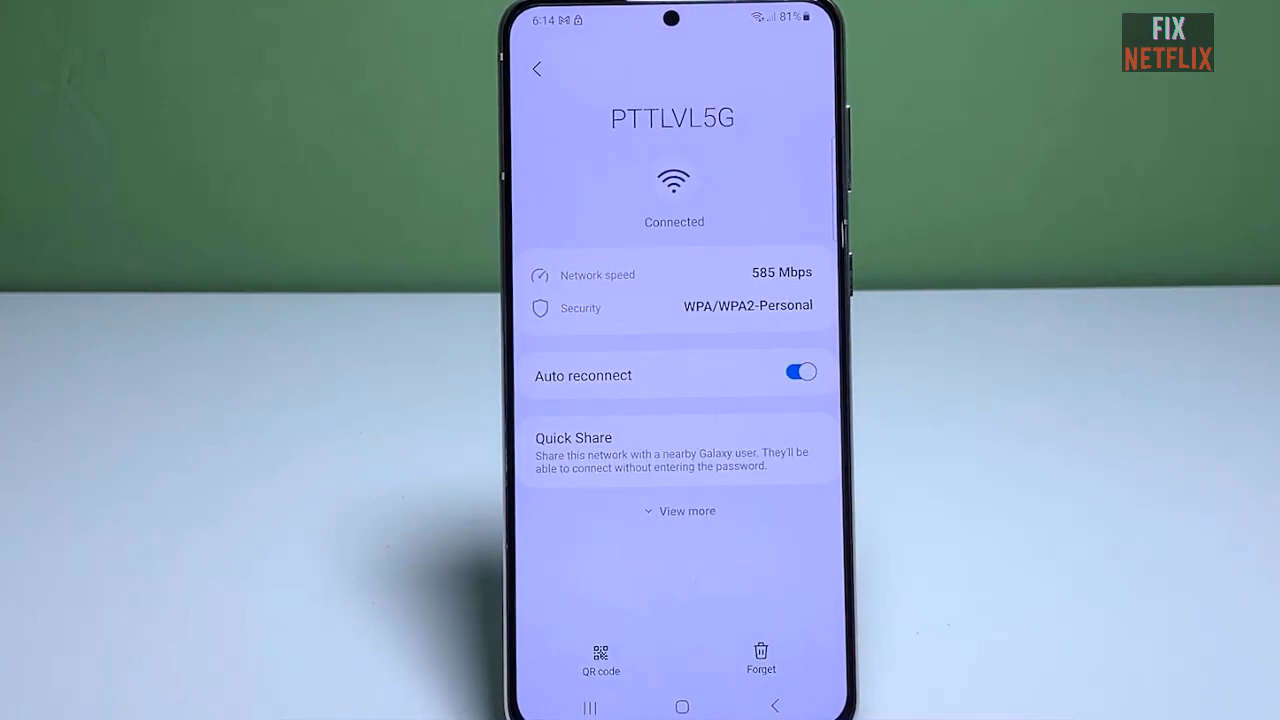 FIX
NETFLIX
6:14
81%
PTTLVL5G
Connected
Network speed
585 Mbps
Security
WPA/WPA2-Personal
Auto reconnect
Quick Share
Share this network with a nearby Galaxy user. They'll be
able to connect without entering the password.
View more
QR code
Forget